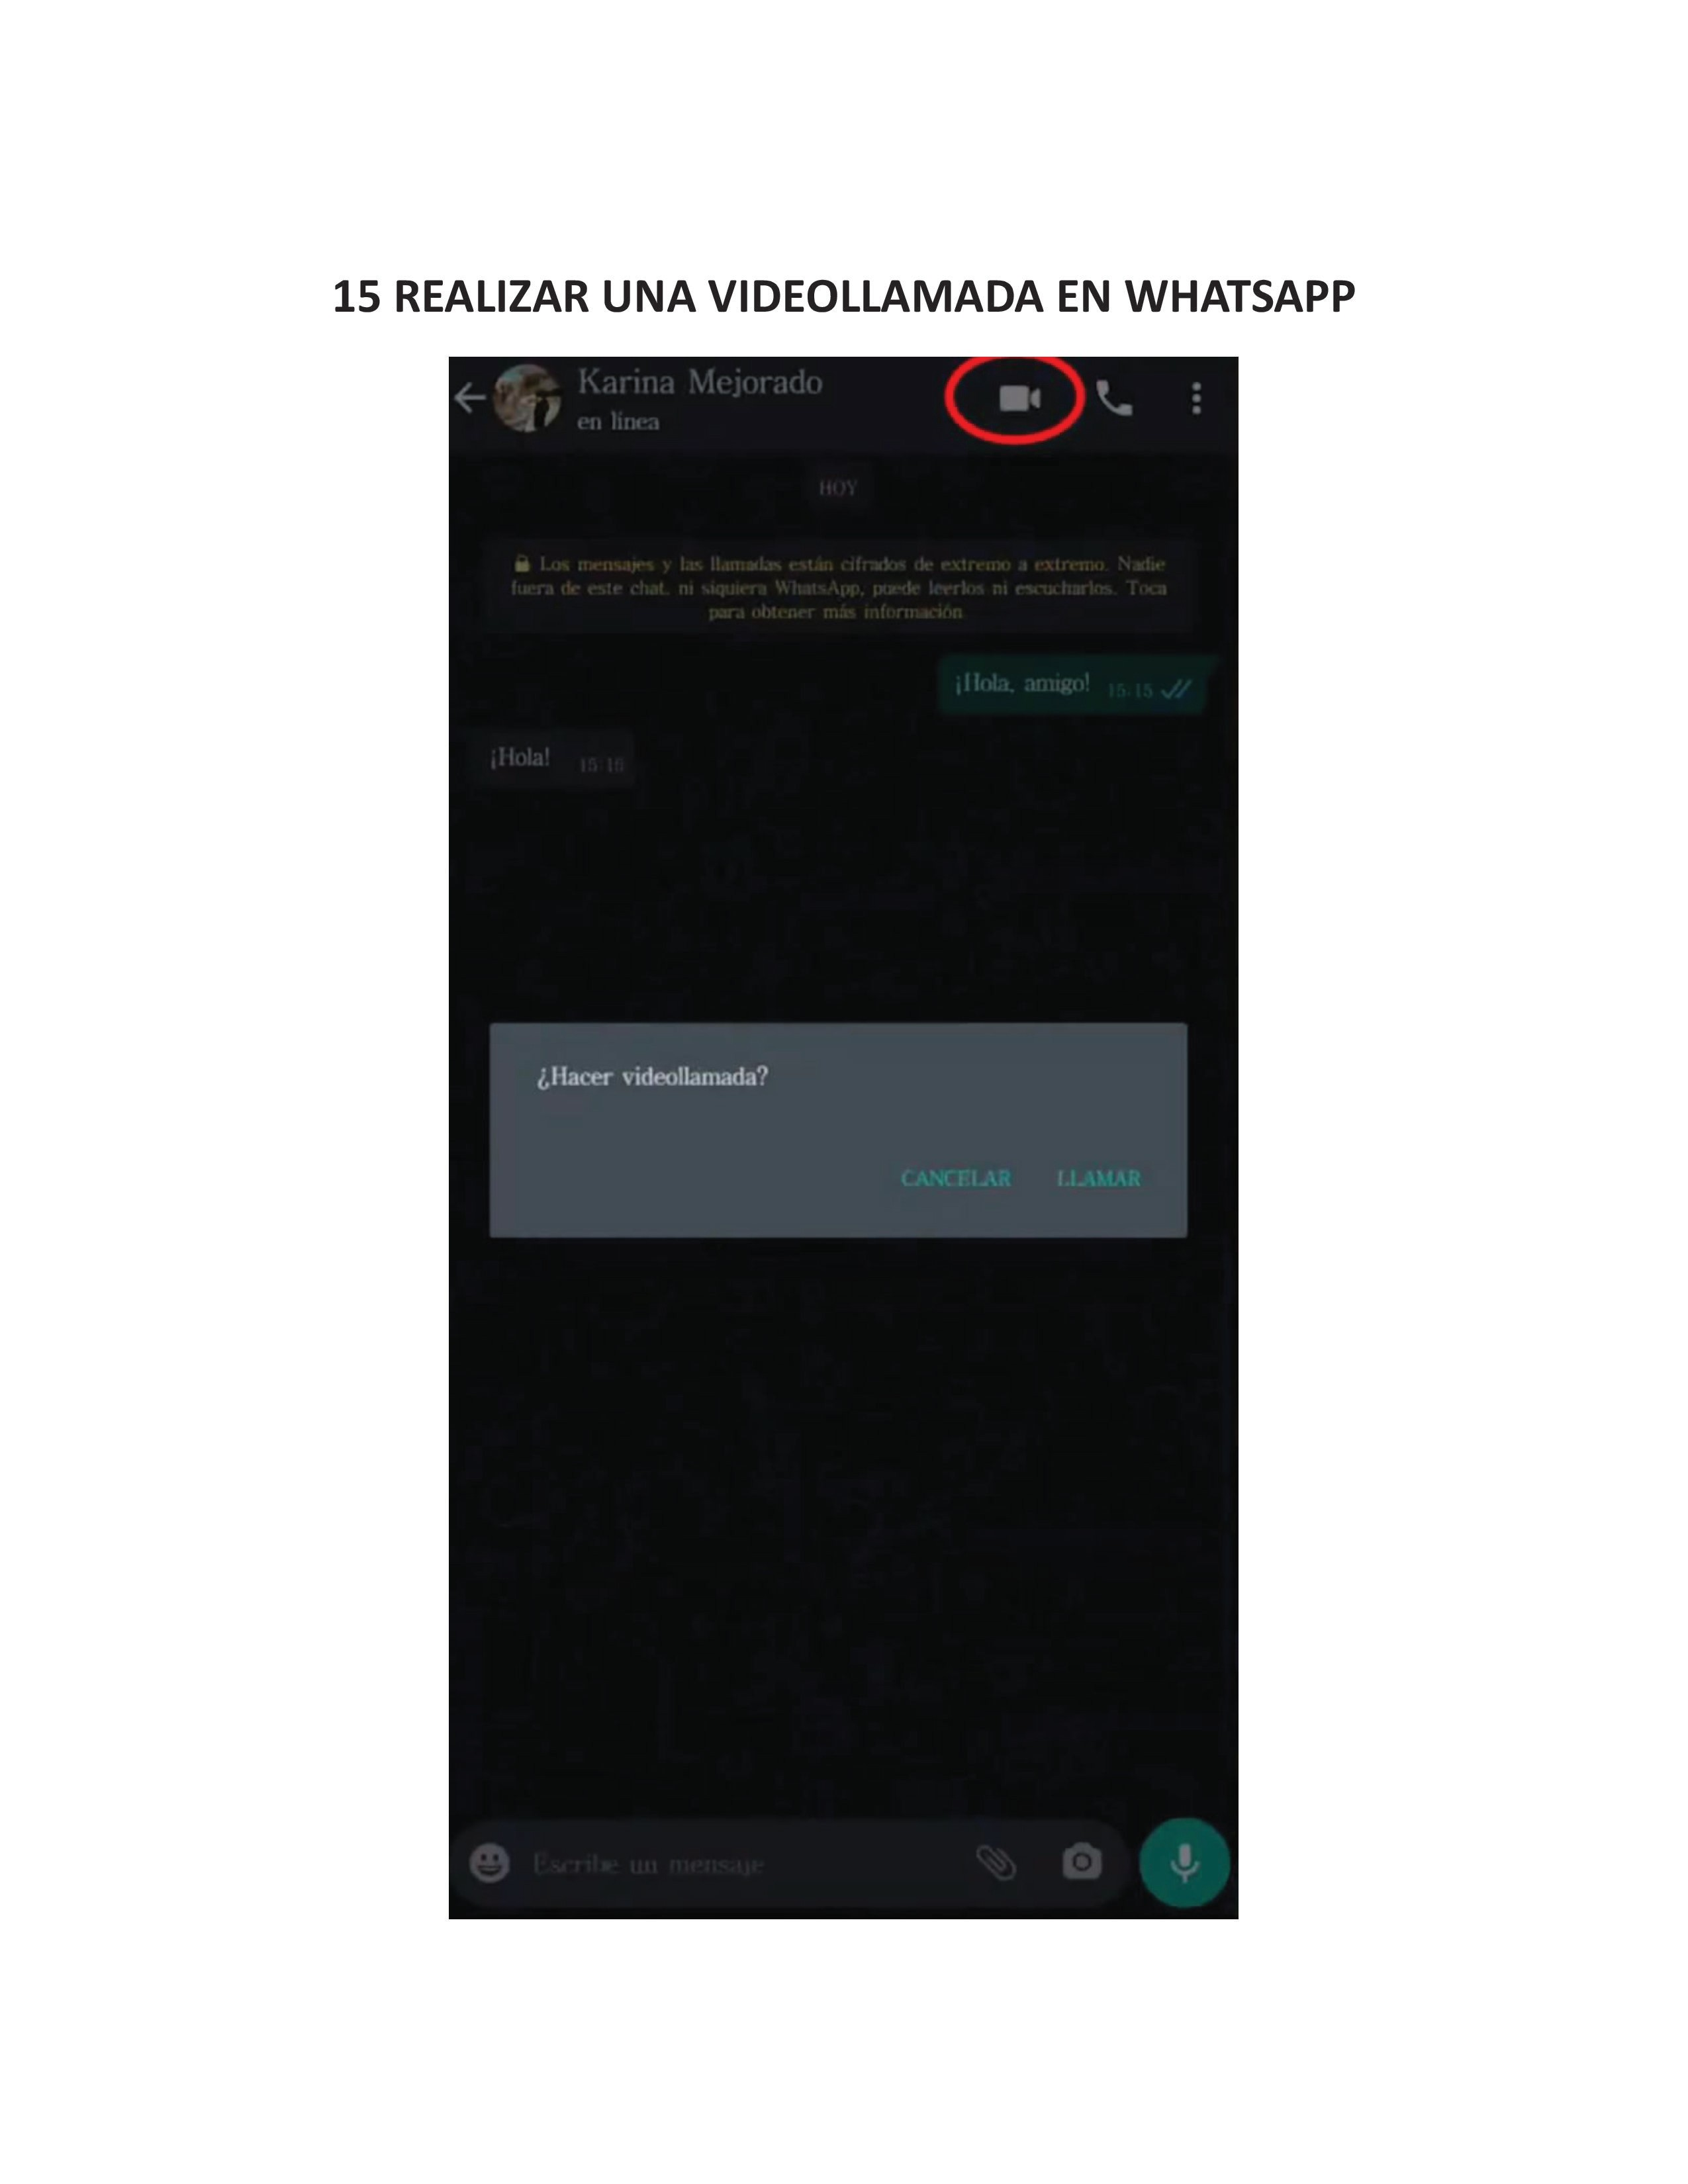 15 REALIZAR UNA VIDEOLLAMADA EN WHATSAPP
Karina Mejorado
en línea
HOY
Los mensajes y las llamadas están cifrados de extremo a extremo. Nadie
fuera de este chat, ni siquiera WhatsApp, puede leerlos ni escucharlos. Toca
para obtener más información.
¡Hola, amigo! 15:15
¡Hola! 15:16
¿Hacer videollamada?
CANCELAR LLAMAR
Escribe un mensaje